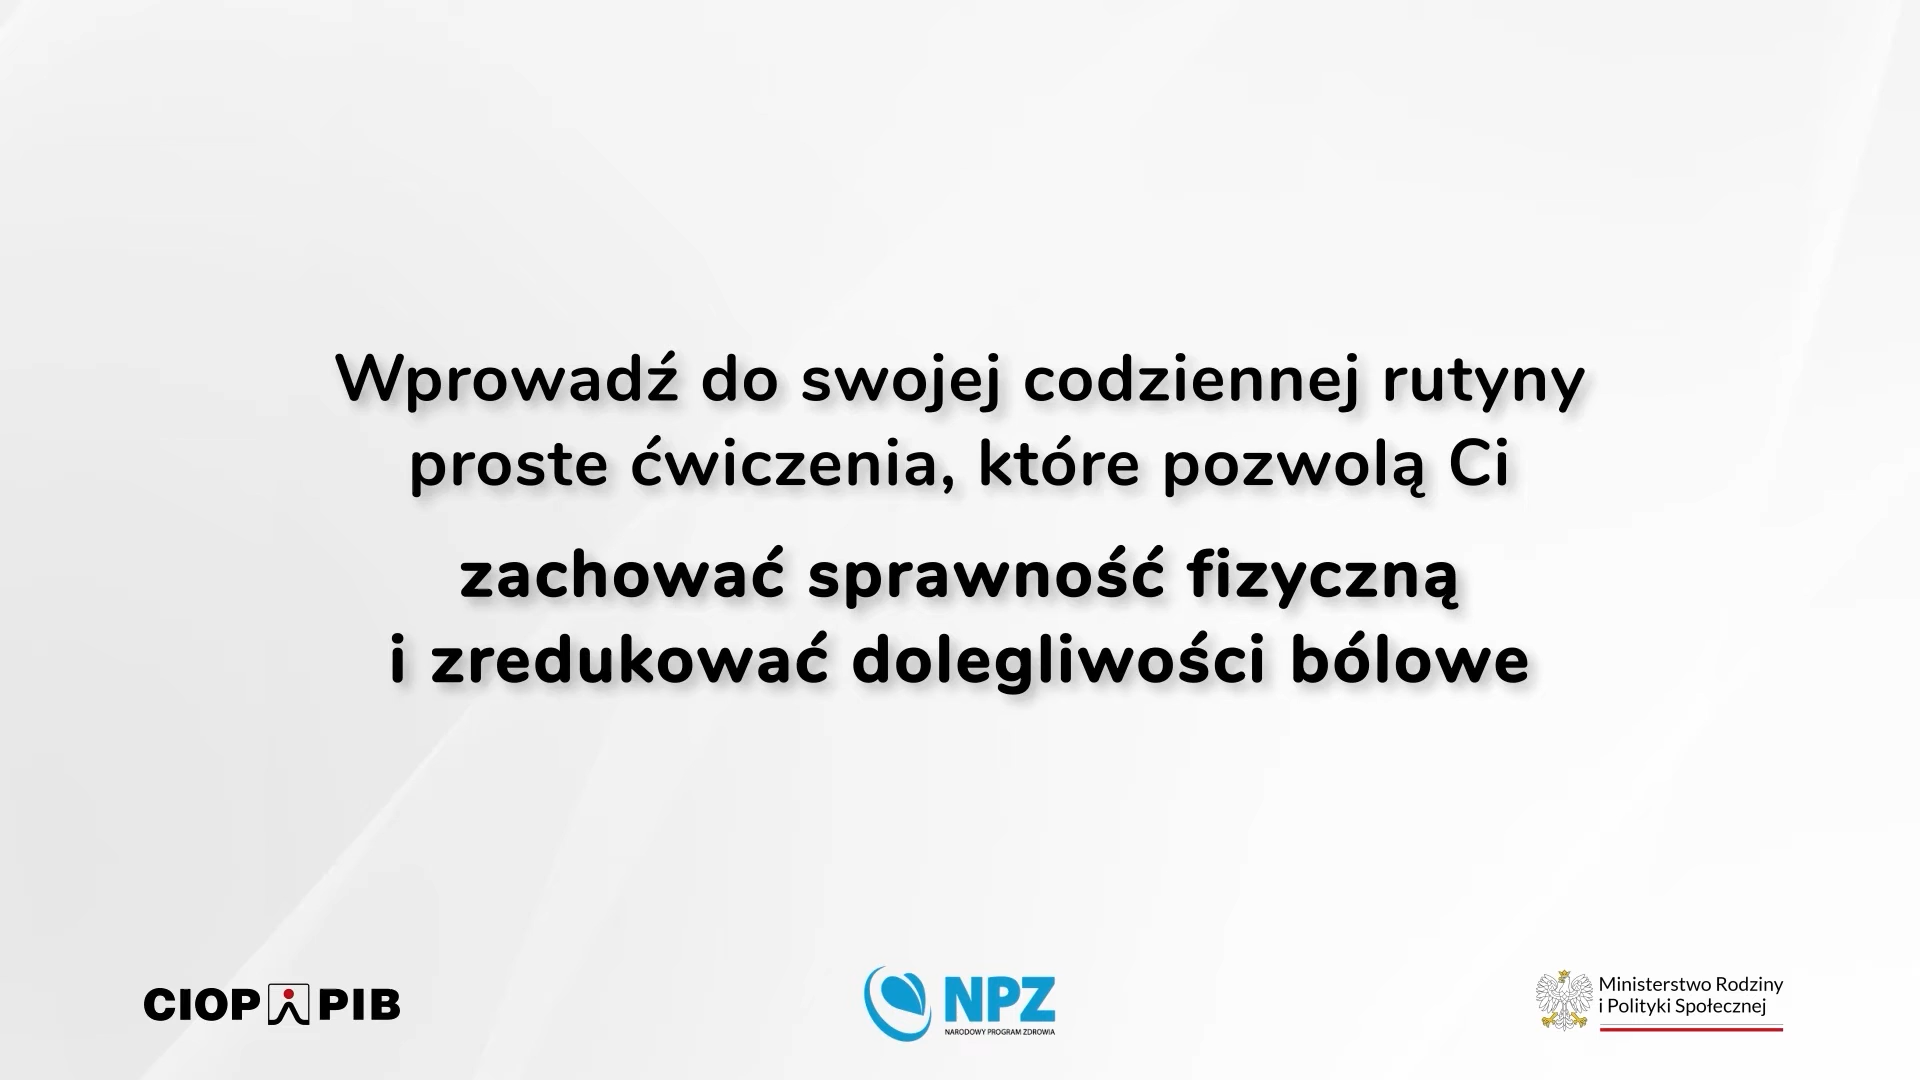 Wprowadź do swojej codziennej rutyny
proste ćwiczenia, które pozwolą Ci
zachować sprawność fizyczną
i zredukować dolegliwości bólowe
CIOP PIB
NPZ
NARODOWY PROGRAM ZDROWIA
Ministerstwo Rodziny
i Polityki Społecznej